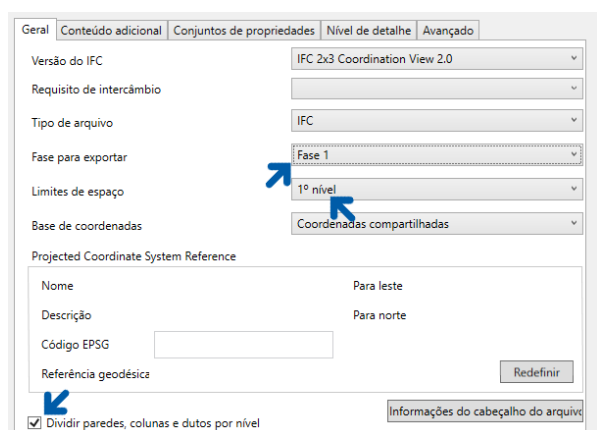 Geral Conteúdo adicional Conjuntos de propriedades Nível de detalhe Avançado
Versão do IFC IFC 2x3 Coordination View 2.0
Requisito de intercâmbio
Tipo de arquivo IFC
Fase para exportar Fase 1
Limites de espaço 1º nível
Base de coordenadas Coordenadas compartilhadas
Projected Coordinate System Reference
Nome Para leste
Descrição Para norte
Código EPSG
Referência geodésica Redefinir
Informações do cabeçalho do arquivo
Dividir paredes, colunas e dutos por nível